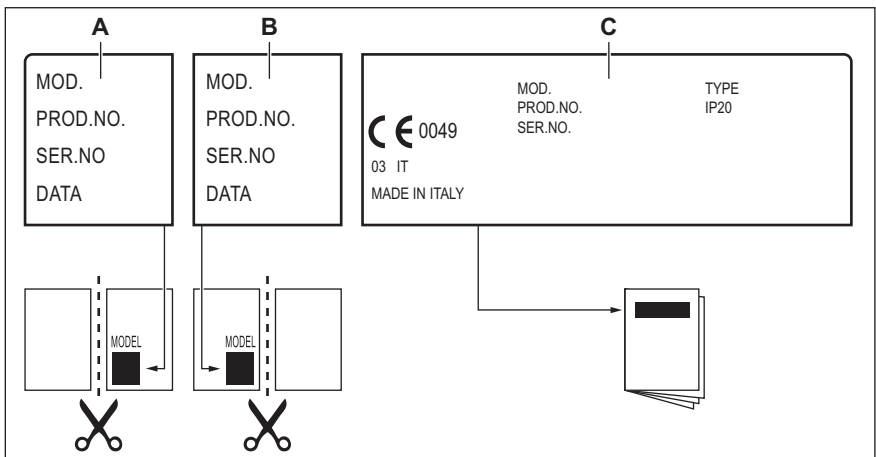 A
B
C
MOD.
PROD.NO.
SER.NO
DATA
MOD.
PROD.NO.
SER.NO
DATA
MOD.
PROD.NO.
SER.NO.
TYPE
IP20
CE 0049
03 IT
MADE IN ITALY
MODEL
MODEL